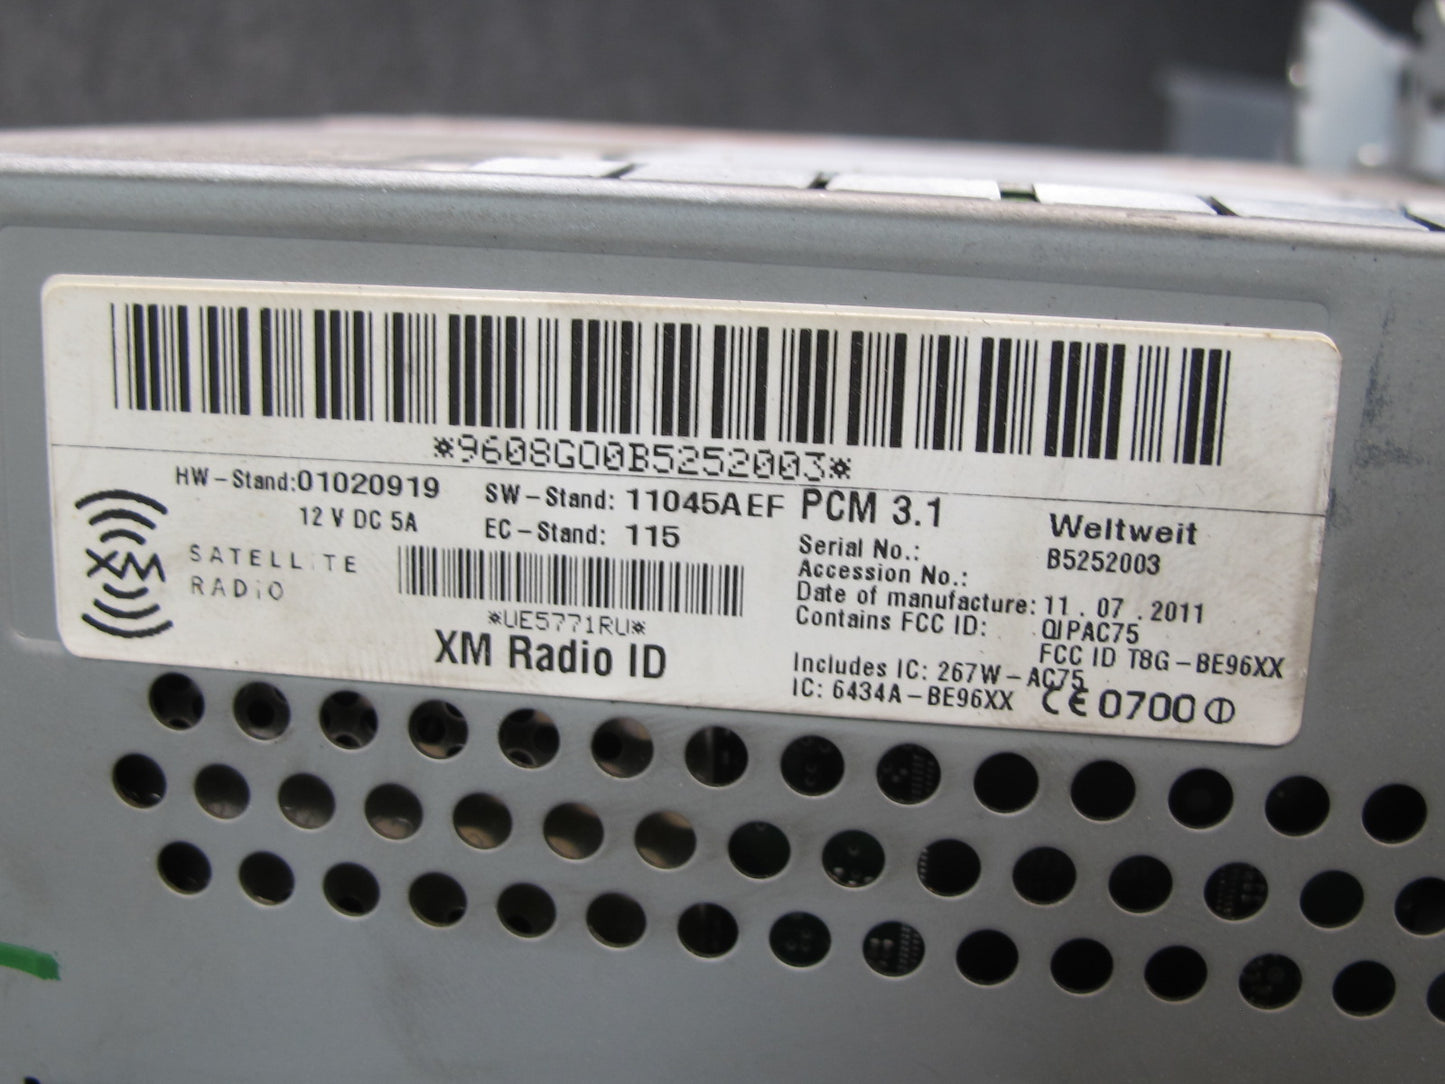 *9608G00B5252003*
HW-Stand:01020919 SW-Stand: 11045AEF PCM 3.1 Weltweit
12 V DC 5A EC-Stand: 115
Serial No.: B5252003
Accession No.:
Date of manufacture: 11.07.2011
Contains FCC ID: QIPAC75
FCC ID T8G-BE96XX
Includes IC: 267W-AC75
IC: 6434A-BE96XX CE 0700
XM SATELLITE
RADIO
*UE5771RU*
XM Radio ID